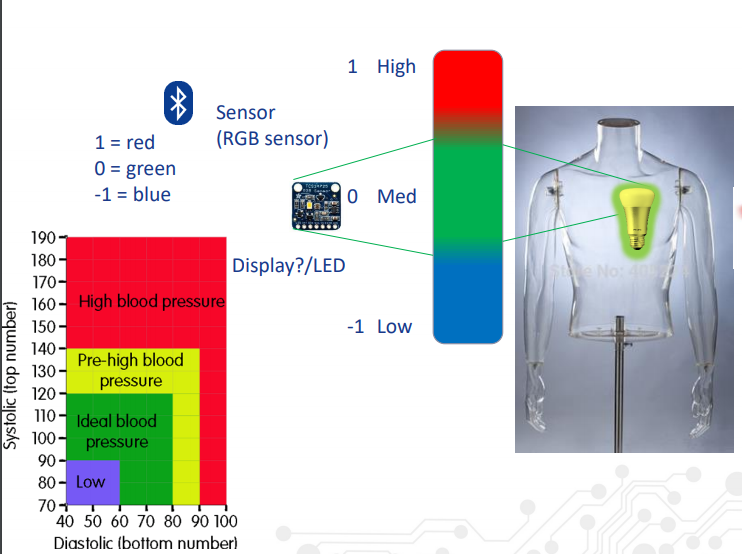 1 High
Sensor
(RGB sensor)
1 = red
0 = green
-1 = blue
0 Med
Display?/LED
-1 Low
Systolic (top number)
190
180
170
160
150
140
130
120
110
100
90
80
70
High blood pressure
Pre-high blood
pressure
Ideal blood
pressure
Low
40 50 60 70 80 90 100
Diastolic (bottom number)